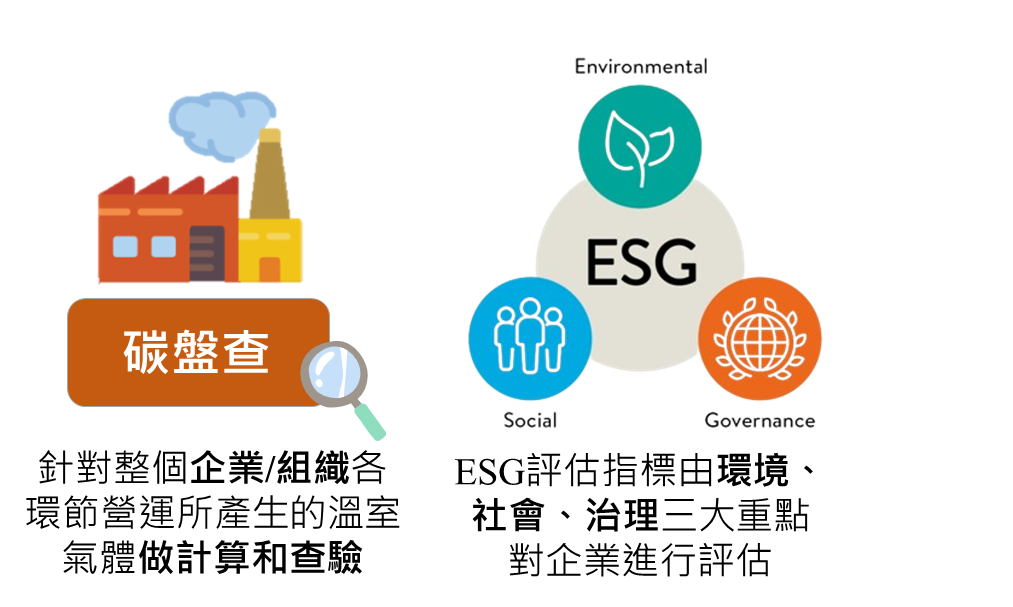 碳盤查
針對整個企業/組織各
環節營運所產生的溫室
氣體做計算和查驗
Environmental
ESG
Social
Governance
ESG評估指標由環境、
社會、治理三大重點
對企業進行評估